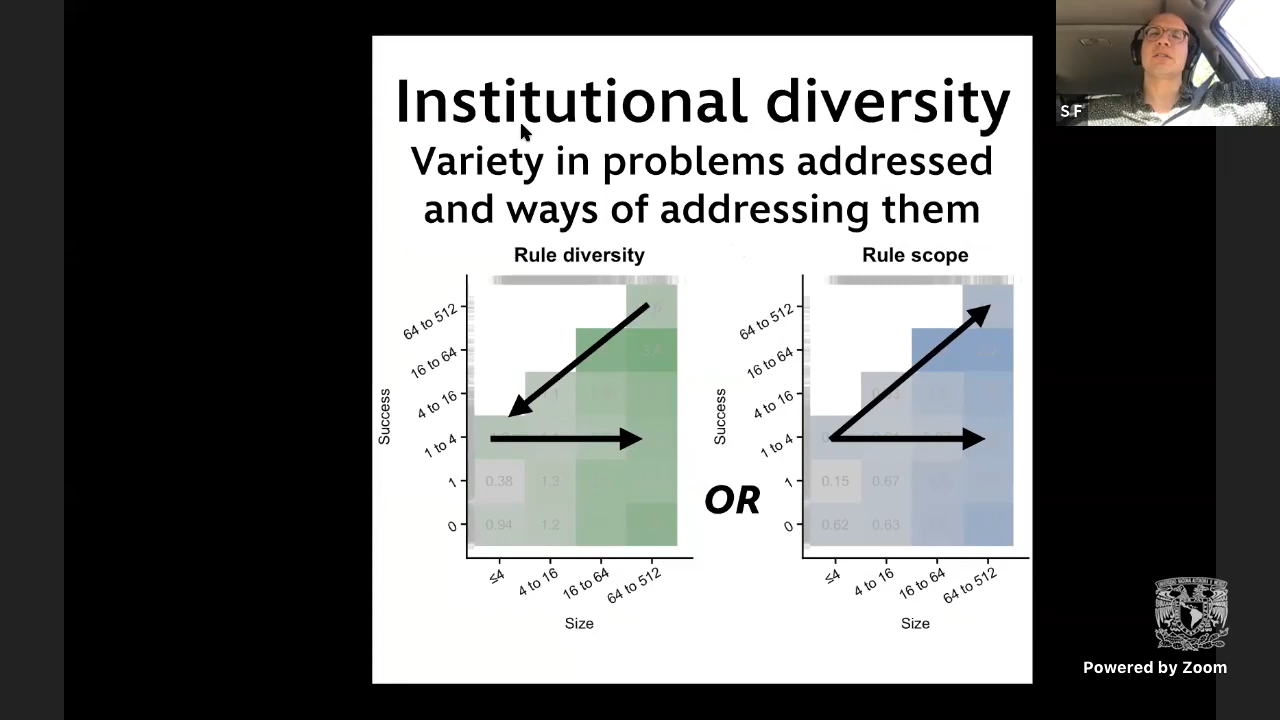 Institutional diversity
Variety in problems addressed
and ways of addressing them
Rule diversity
Success
64 to 512
16 to 64
4 to 16
1 to 4
1
0
0.38
1.3
0.94
1.2
≤4
4 to 16
16 to 64
64 to 512
Size
OR
Rule scope
Success
64 to 512
16 to 64
4 to 16
1 to 4
1
0
0.15
0.67
0.62
0.63
≤4
4 to 16
16 to 64
64 to 512
Size
S F
Powered by Zoom